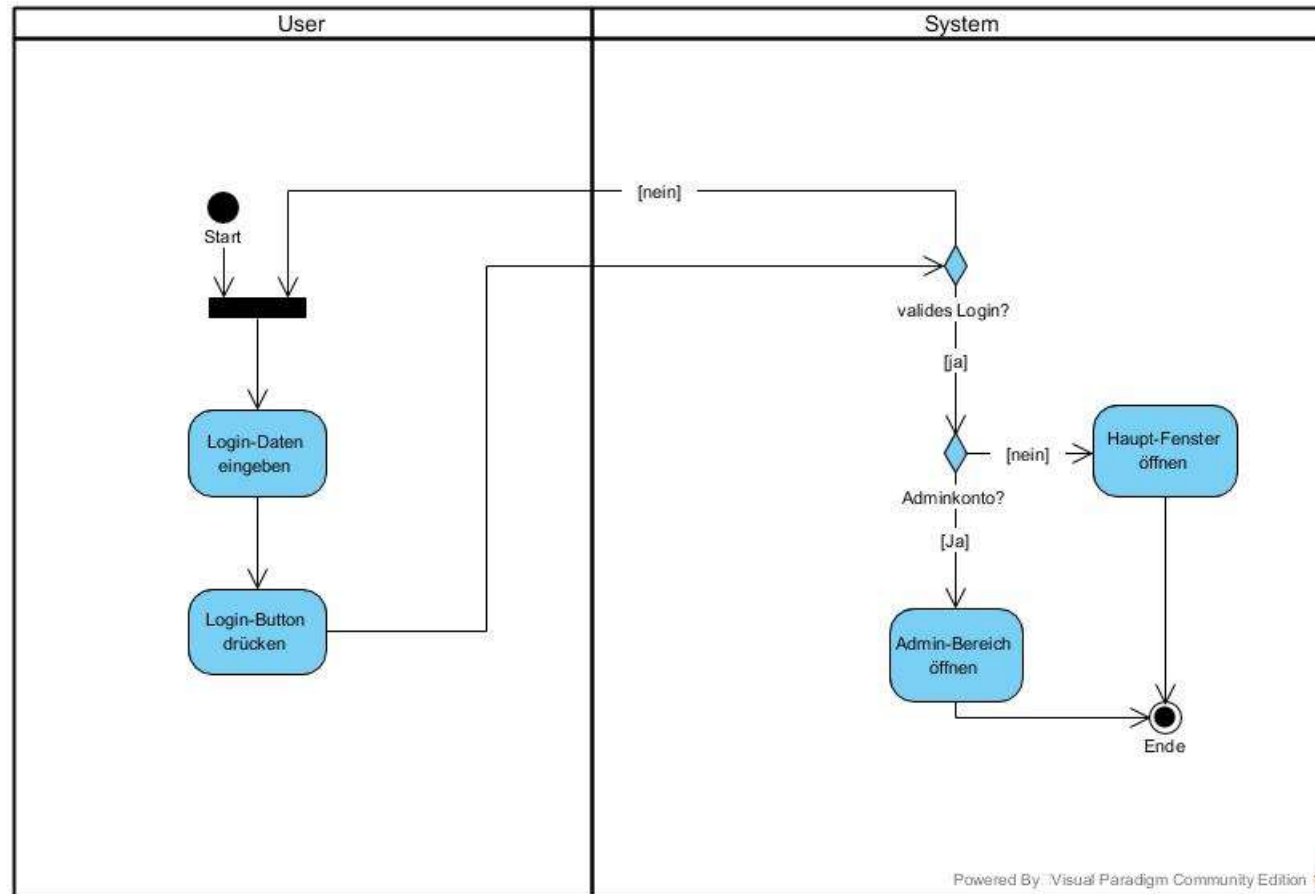 User
System
[nein]
Start
valides Login?
[ja]
Login-Daten
eingeben
Haupt-Fenster
öffnen
[nein]
Adminkonto?
[Ja]
Login-Button
drücken
Admin-Bereich
öffnen
Ende
Powered By Visual Paradigm Community Edition